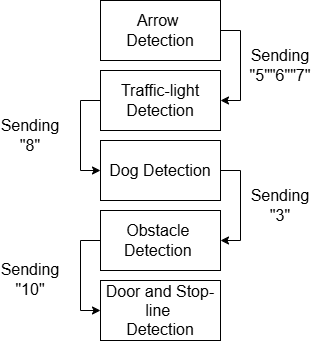 Arrow
Detection
Sending
"5""6""7"
Traffic-light
Detection
Sending
"8"
Dog Detection
Sending
"3"
Obstacle
Detection
Sending
"10"
Door and Stop-
line
Detection